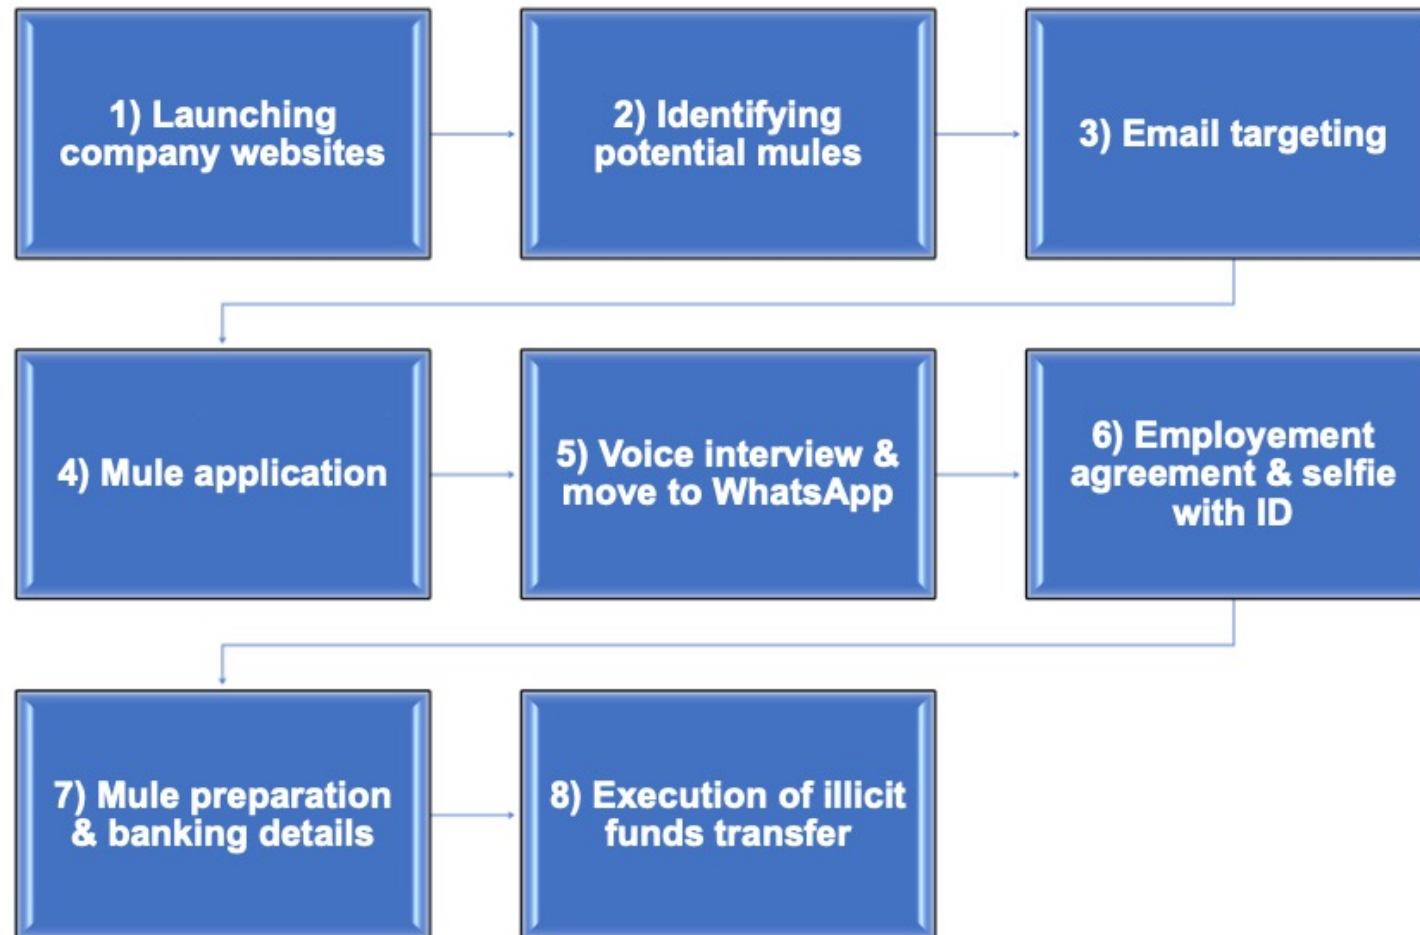 1) Launching
company websites
2) Identifying
potential mules
3) Email targeting
4) Mule application
5) Voice interview &
move to WhatsApp
6) Employement
agreement & selfie
with ID
7) Mule preparation
& banking details
8) Execution of illicit
funds transfer